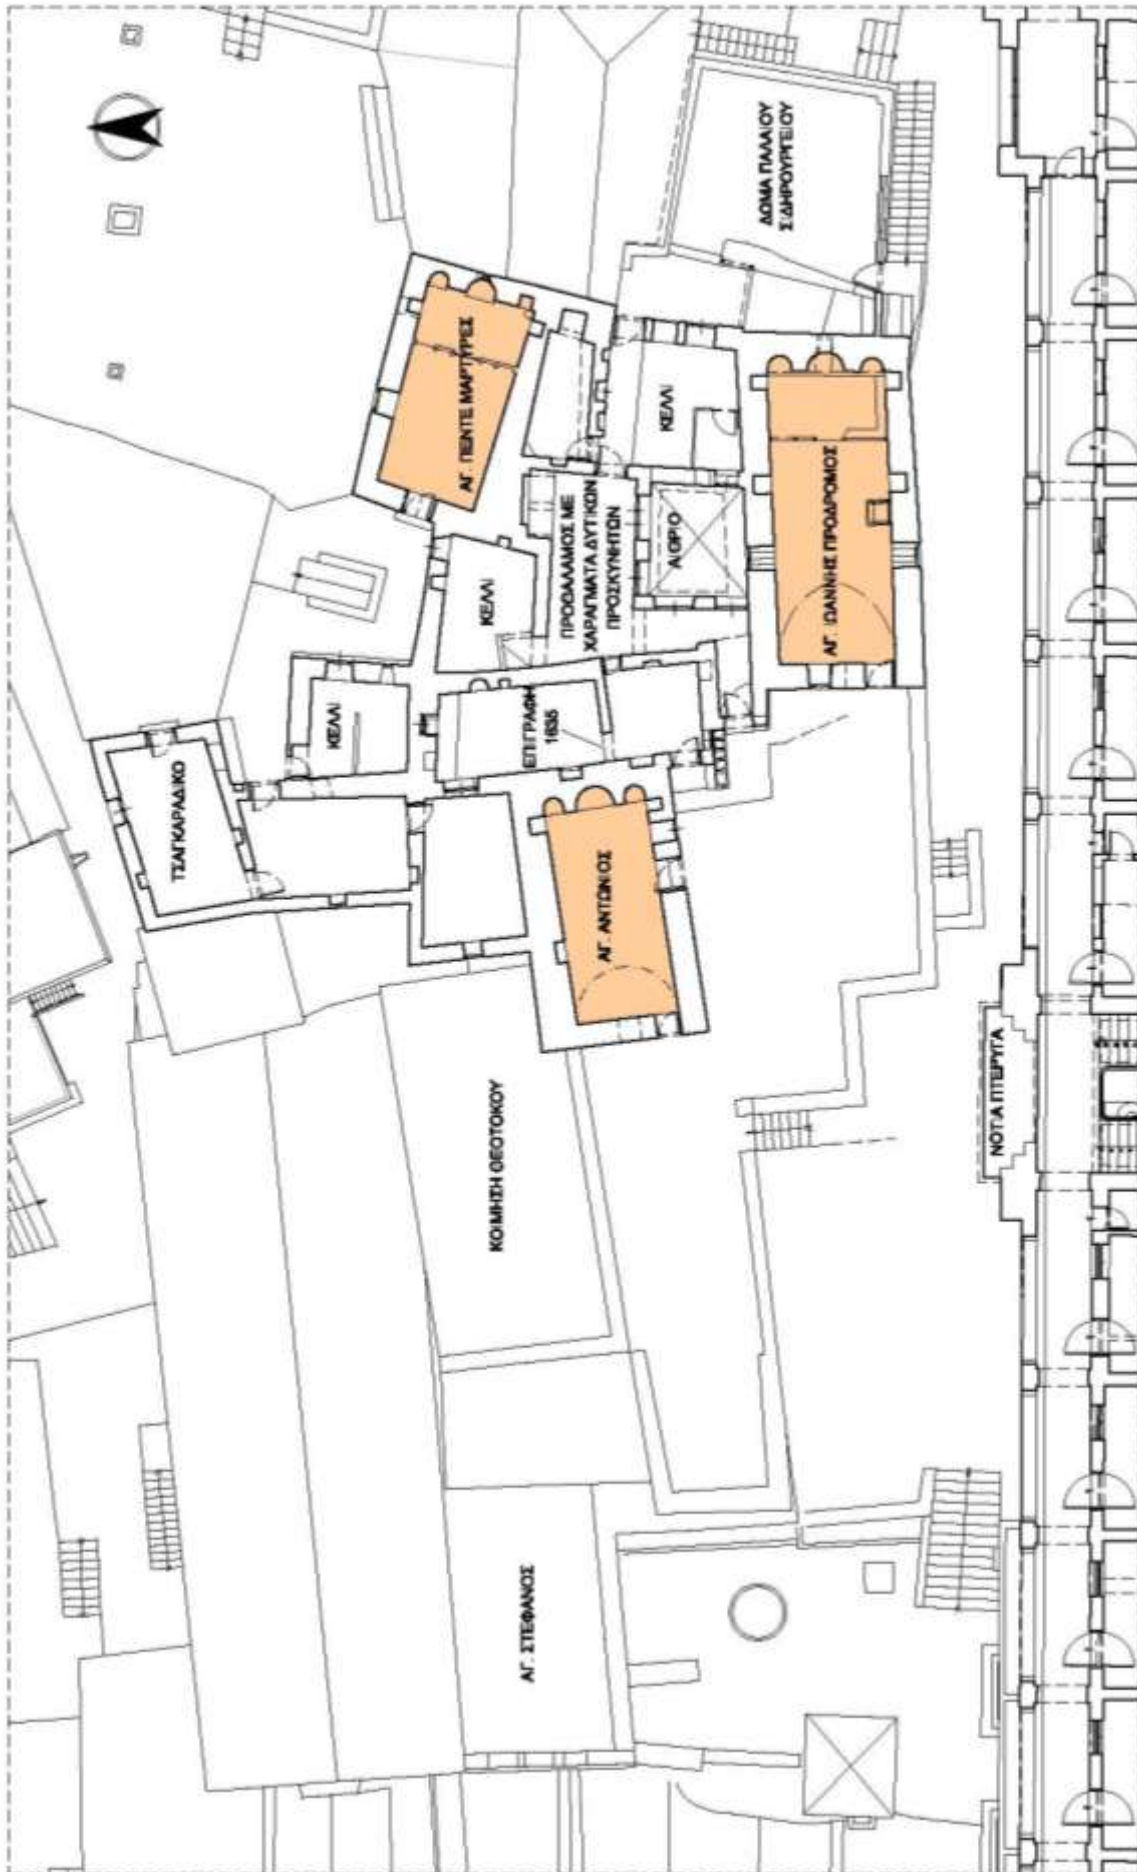 ΔΩΜΑ ΠΑΛΑΙΟΥ
ΣΙΔΗΡΟΥΡΓΕΙΟΥ
ΑΓ. ΠΕΝΤΕ ΜΑΡΤΥΡΕΣ
ΚΕΛΛΙ
ΑΓ. ΙΩΑΝΝΗΣ ΠΡΟΔΡΟΜΟΣ
ΠΡΟΘΑΛΑΜΟΣ ΜΕ
ΧΑΡΑΓΜΑΤΑ ΔΥΤΙΚΩΝ
ΠΡΟΣΚΥΝΗΤΩΝ
ΑΙΘΡΙΟ
ΚΕΛΛΙ
ΚΕΛΛΙ
ΕΠΙΓΡΑΦΗ
1635
ΤΣΑΓΚΑΡΑΔΙΚΟ
ΑΓ. ΑΝΤΩΝΙΟΣ
ΚΟΙΜΗΣΗ ΘΕΟΤΟΚΟΥ
ΝΟΤΙΑ ΠΤΕΡΥΓΑ
ΑΓ. ΣΤΕΦΑΝΟΣ